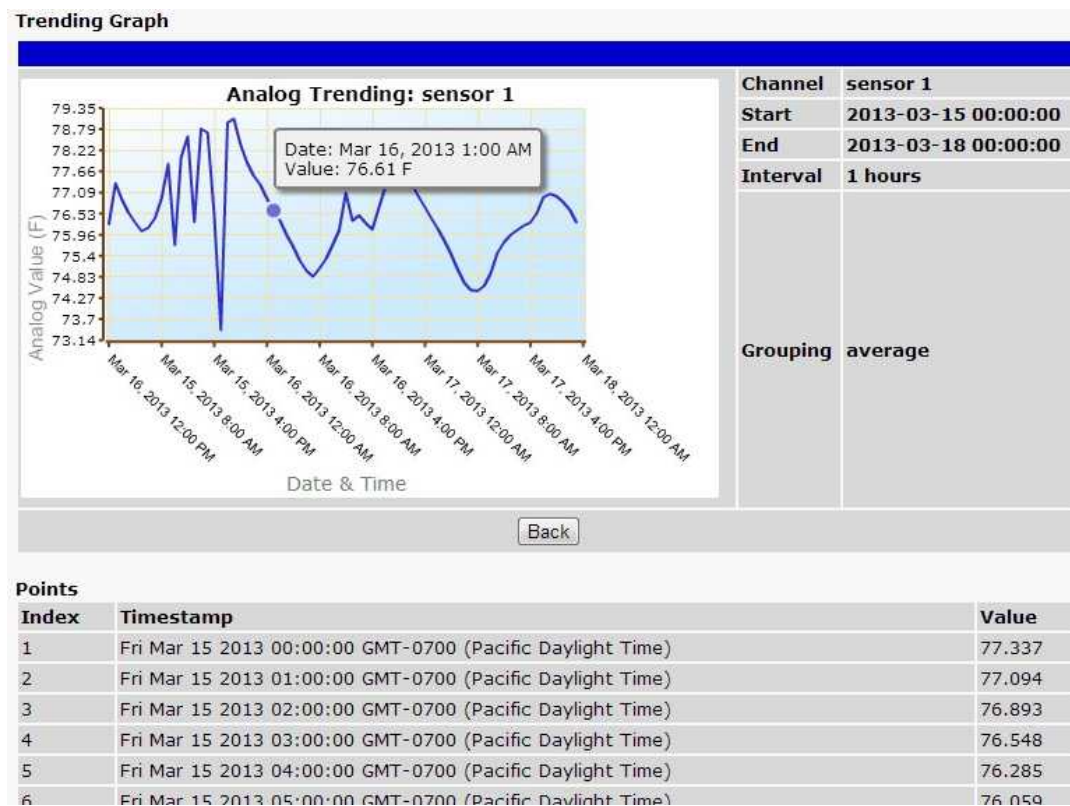 Trending Graph
Analog Trending: sensor 1
79.35
78.79
78.22
77.66
77.09
76.53
75.96
75.4
74.83
74.27
73.7
73.14
Analog Value (F)
Date: Mar 16, 2013 1:00 AM
Value: 76.61 F
Mar 16, 2013 12:00 PM
Mar 15, 2013 8:00 AM
Mar 15, 2013 4:00 PM
Mar 16, 2013 12:00 AM
Mar 16, 2013 8:00 AM
Mar 16, 2013 4:00 PM
Mar 17, 2013 12:00 AM
Mar 17, 2013 8:00 AM
Mar 17, 2013 4:00 PM
Mar 18, 2013 12:00 AM
Date & Time
Channel sensor 1
Start 2013-03-15 00:00:00
End 2013-03-18 00:00:00
Interval 1 hours
Grouping average
Back
Points
Index Timestamp Value
1 Fri Mar 15 2013 00:00:00 GMT-0700 (Pacific Daylight Time) 77.337
2 Fri Mar 15 2013 01:00:00 GMT-0700 (Pacific Daylight Time) 77.094
3 Fri Mar 15 2013 02:00:00 GMT-0700 (Pacific Daylight Time) 76.893
4 Fri Mar 15 2013 03:00:00 GMT-0700 (Pacific Daylight Time) 76.548
5 Fri Mar 15 2013 04:00:00 GMT-0700 (Pacific Daylight Time) 76.285
6 Fri Mar 15 2013 05:00:00 GMT-0700 (Pacific Daylight Time) 76.059